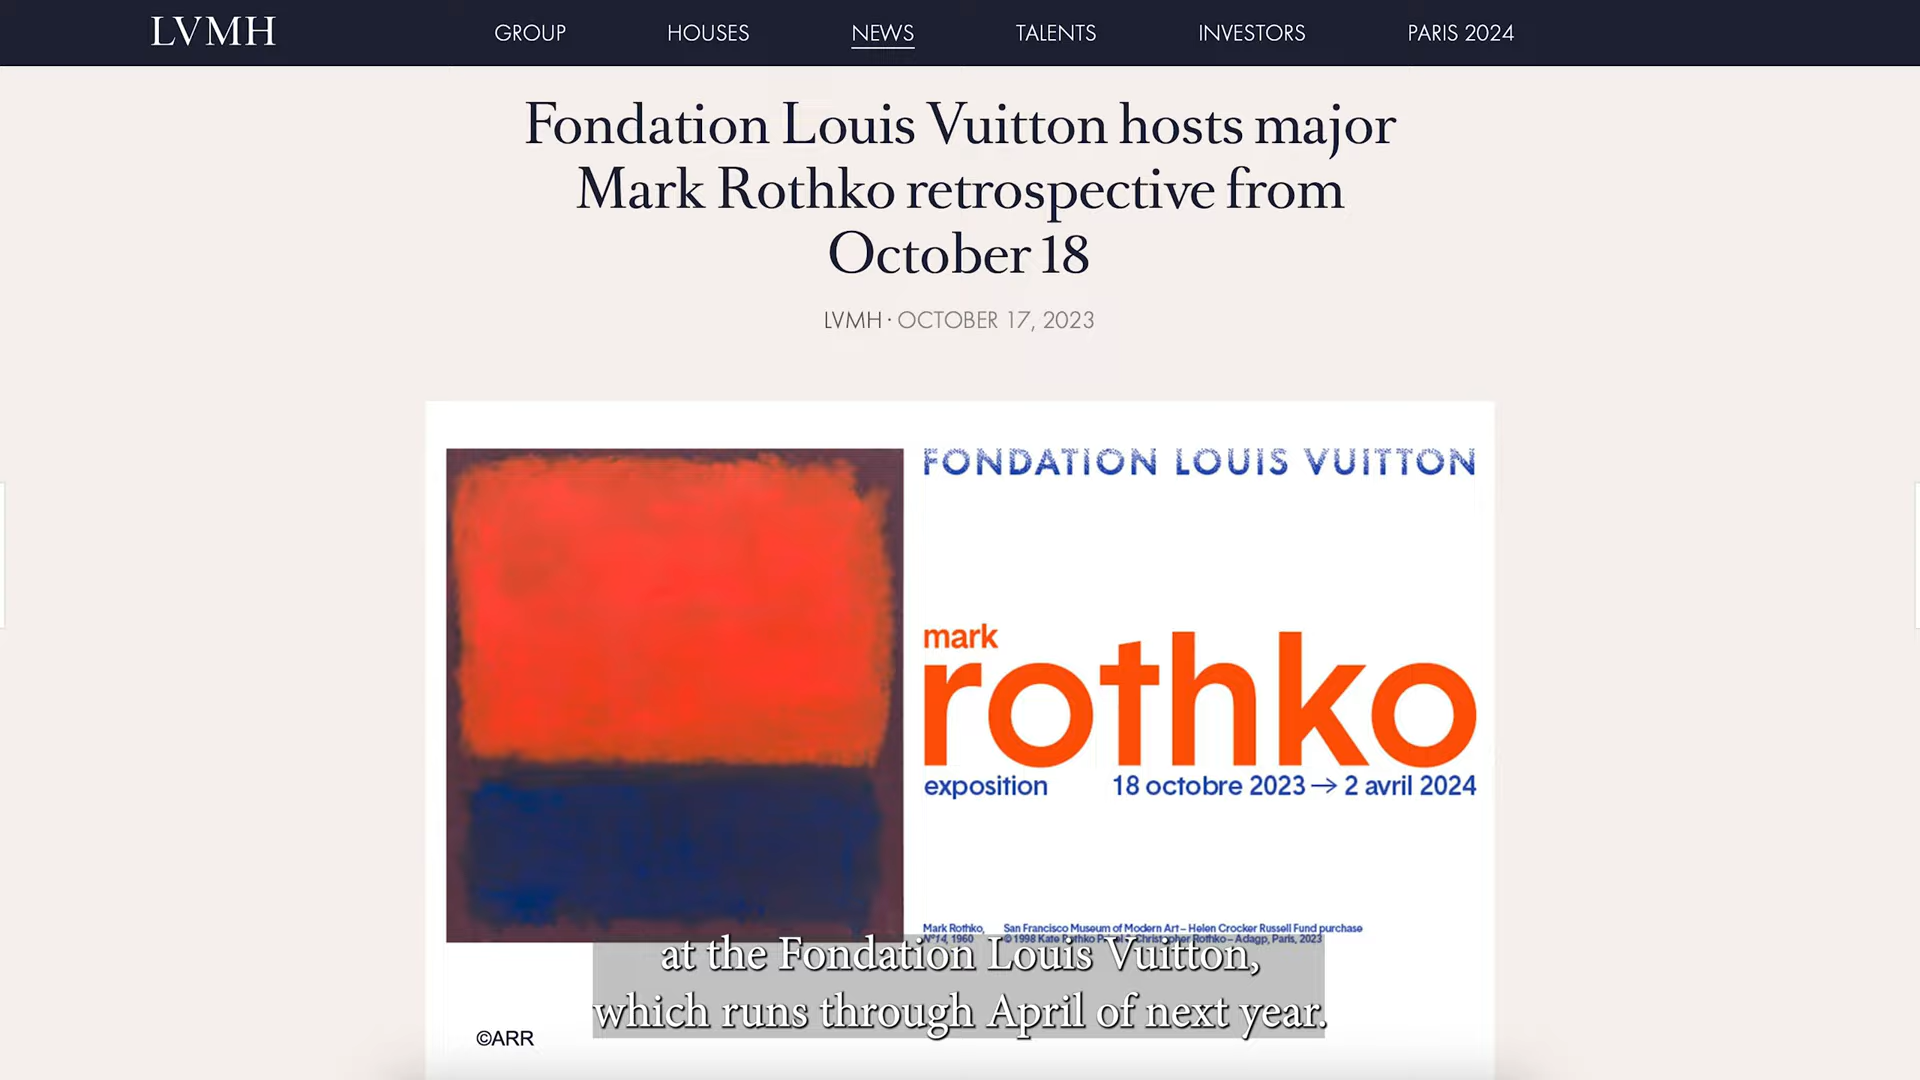 LVMH
GROUP
HOUSES
NEWS
TALENTS
INVESTORS
PARIS 2024
Fondation Louis Vuitton hosts major
Mark Rothko retrospective from
October 18
LVMH · OCTOBER 17, 2023
FONDATION LOUIS VUITTON
mark
rothko
exposition 18 octobre 2023 → 2 avril 2024
Mark Rothko, San Francisco Museum of Modern Art – Helen Crocker Russell Fund purchase
N°14, 1960 © 1998 Kate Rothko Prizel & Christopher Rothko – Adagp, Paris, 2023
at the Fondation Louis Vuitton,
which runs through April of next year.
©ARR